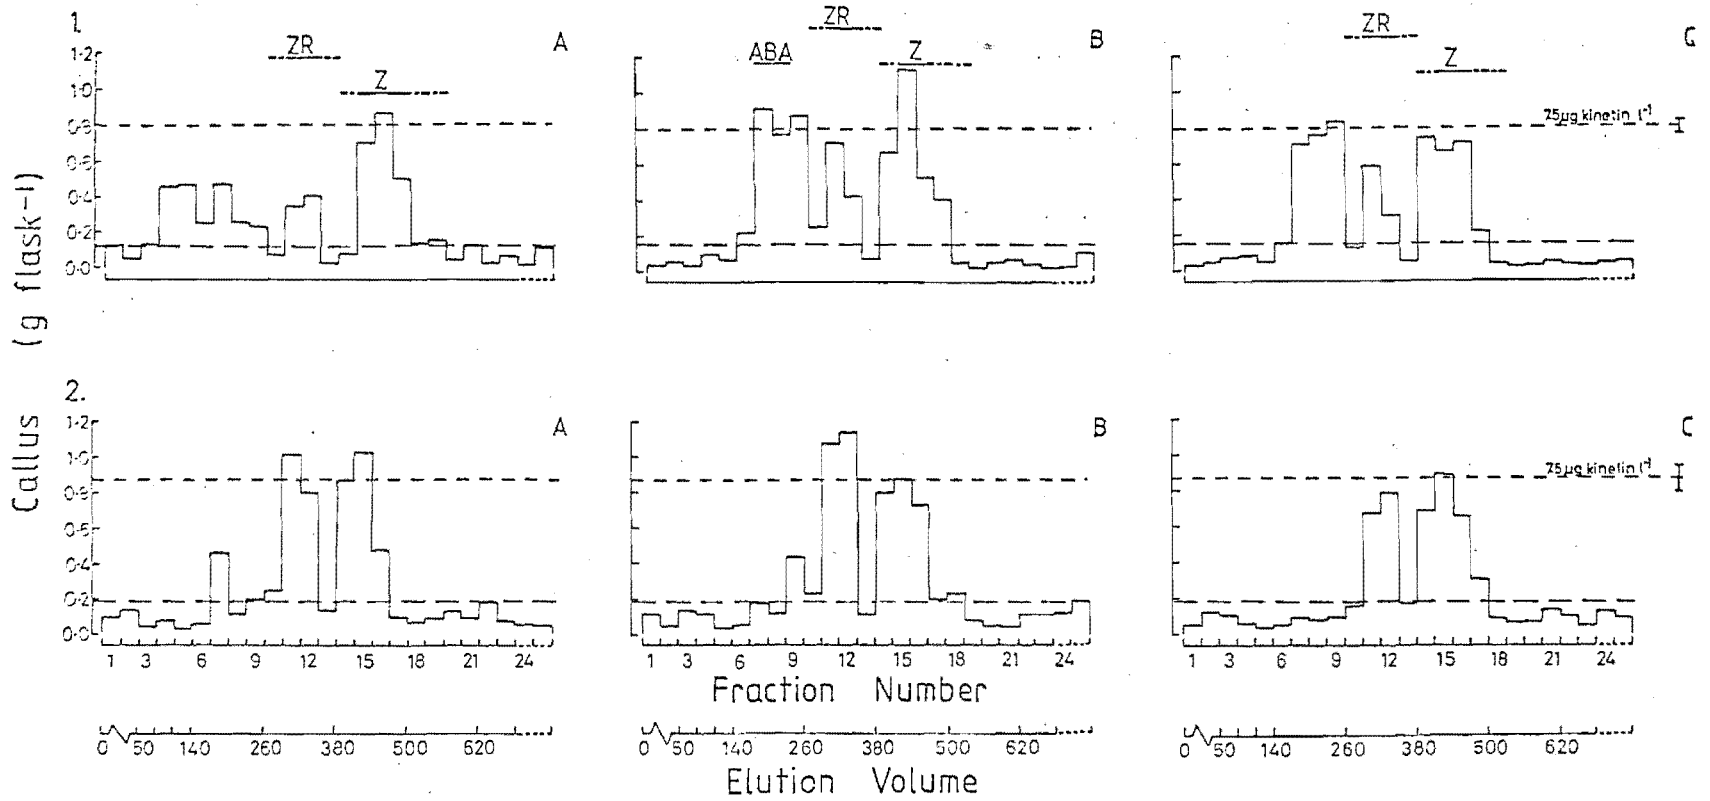 1.
A
ZR
Z
1·2
1·0
0·8
0·6
0·4
0·2
0·0
B
ZR
ABA
Z
C
ZR
Z
75µg kinetin l⁻¹
Callus (g flask-1)
2.
A
1·2
1·0
0·8
0·6
0·4
0·2
0·0
B
C
75µg kinetin l⁻¹
1 3 6 9 12 15 18 21 24
1 3 6 9 12 15 18 21 24
1 3 6 9 12 15 18 21 24
Fraction Number
0 50 140 260 380 500 620
0 50 140 260 380 500 620
0 50 140 260 380 500 620
Elution Volume